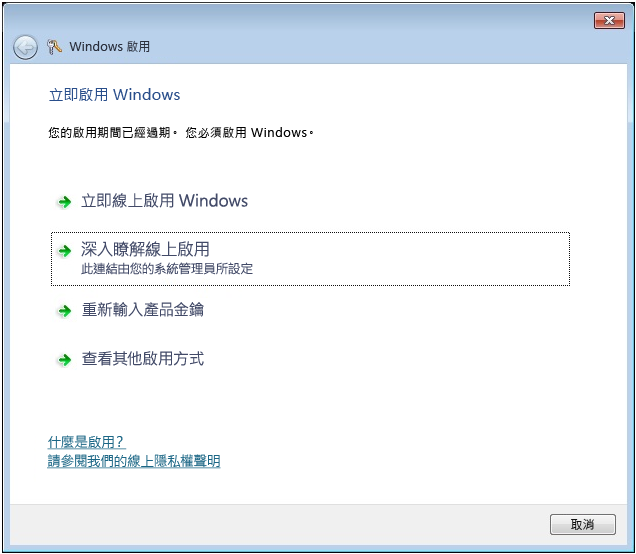 Windows 啟用
立即啟用 Windows
您的啟用期間已經過期。 您必須啟用 Windows。
立即線上啟用 Windows
深入瞭解線上啟用
此連結由您的系統管理員所設定
重新輸入產品金鑰
查看其他啟用方式
什麼是啟用?
請參閱我們的線上隱私權聲明
取消